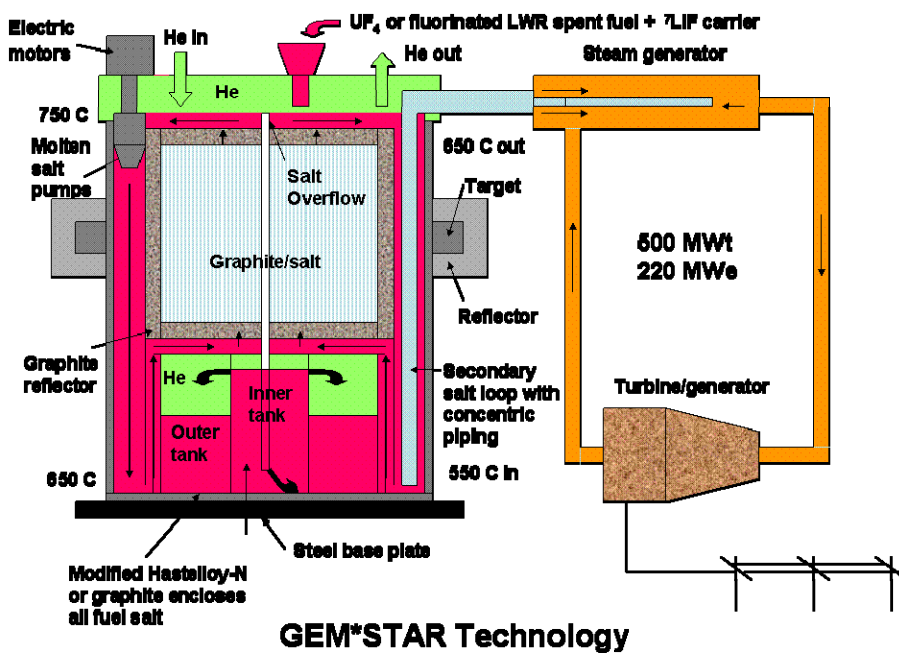 UF₄ or fluorinated LWR spent fuel + ⁷LiF carrier
Electric
motors
He in
He out
Steam generator
He
750 C
650 C out
Molten
salt
pumps
Salt
Overflow
Target
Graphite/salt
500 MWt
220 MWe
Reflector
Graphite
reflector
He
Inner
tank
Outer
tank
Secondary
salt loop with
concentric
piping
Turbine/generator
650 C
550 C in
Steel base plate
Modified Hastelloy-N
or graphite encloses
all fuel salt
GEM*STAR Technology